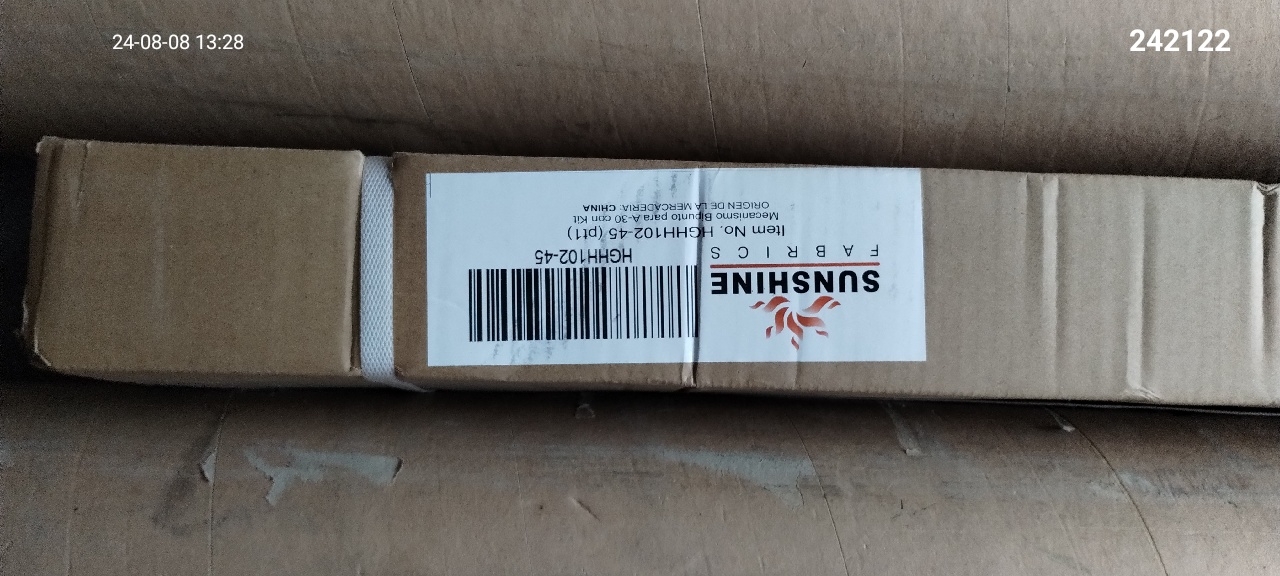 24-08-08 13:28
242122
SUNSHINE
FABRICS
HGHH102-45
Item No. HGHH102-45 (pt1)
Mecanismo Bipunto para A-30 con Kit
ORIGEN DE LA MERCADERIA: CHINA